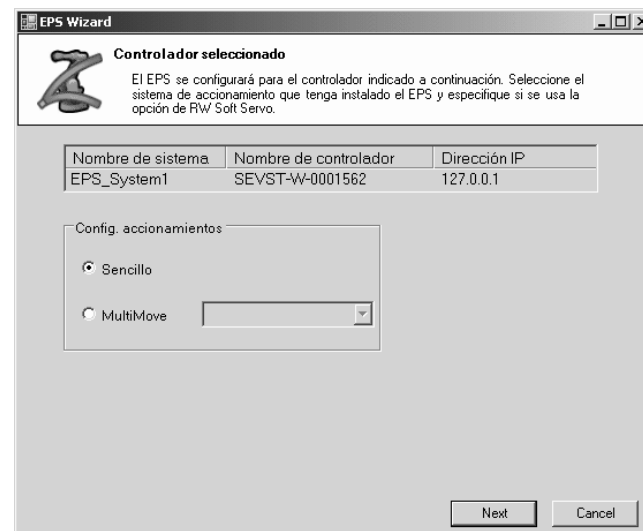 EPS Wizard
Controlador seleccionado
El EPS se configurará para el controlador indicado a continuación. Seleccione el
sistema de accionamiento que tenga instalado el EPS y especifique si se usa la
opción de RW Soft Servo.
Nombre de sistema Nombre de controlador Dirección IP
EPS_System1 SEVST-W-0001562 127.0.0.1
Config. accionamientos
Sencillo
MultiMove
Next Cancel